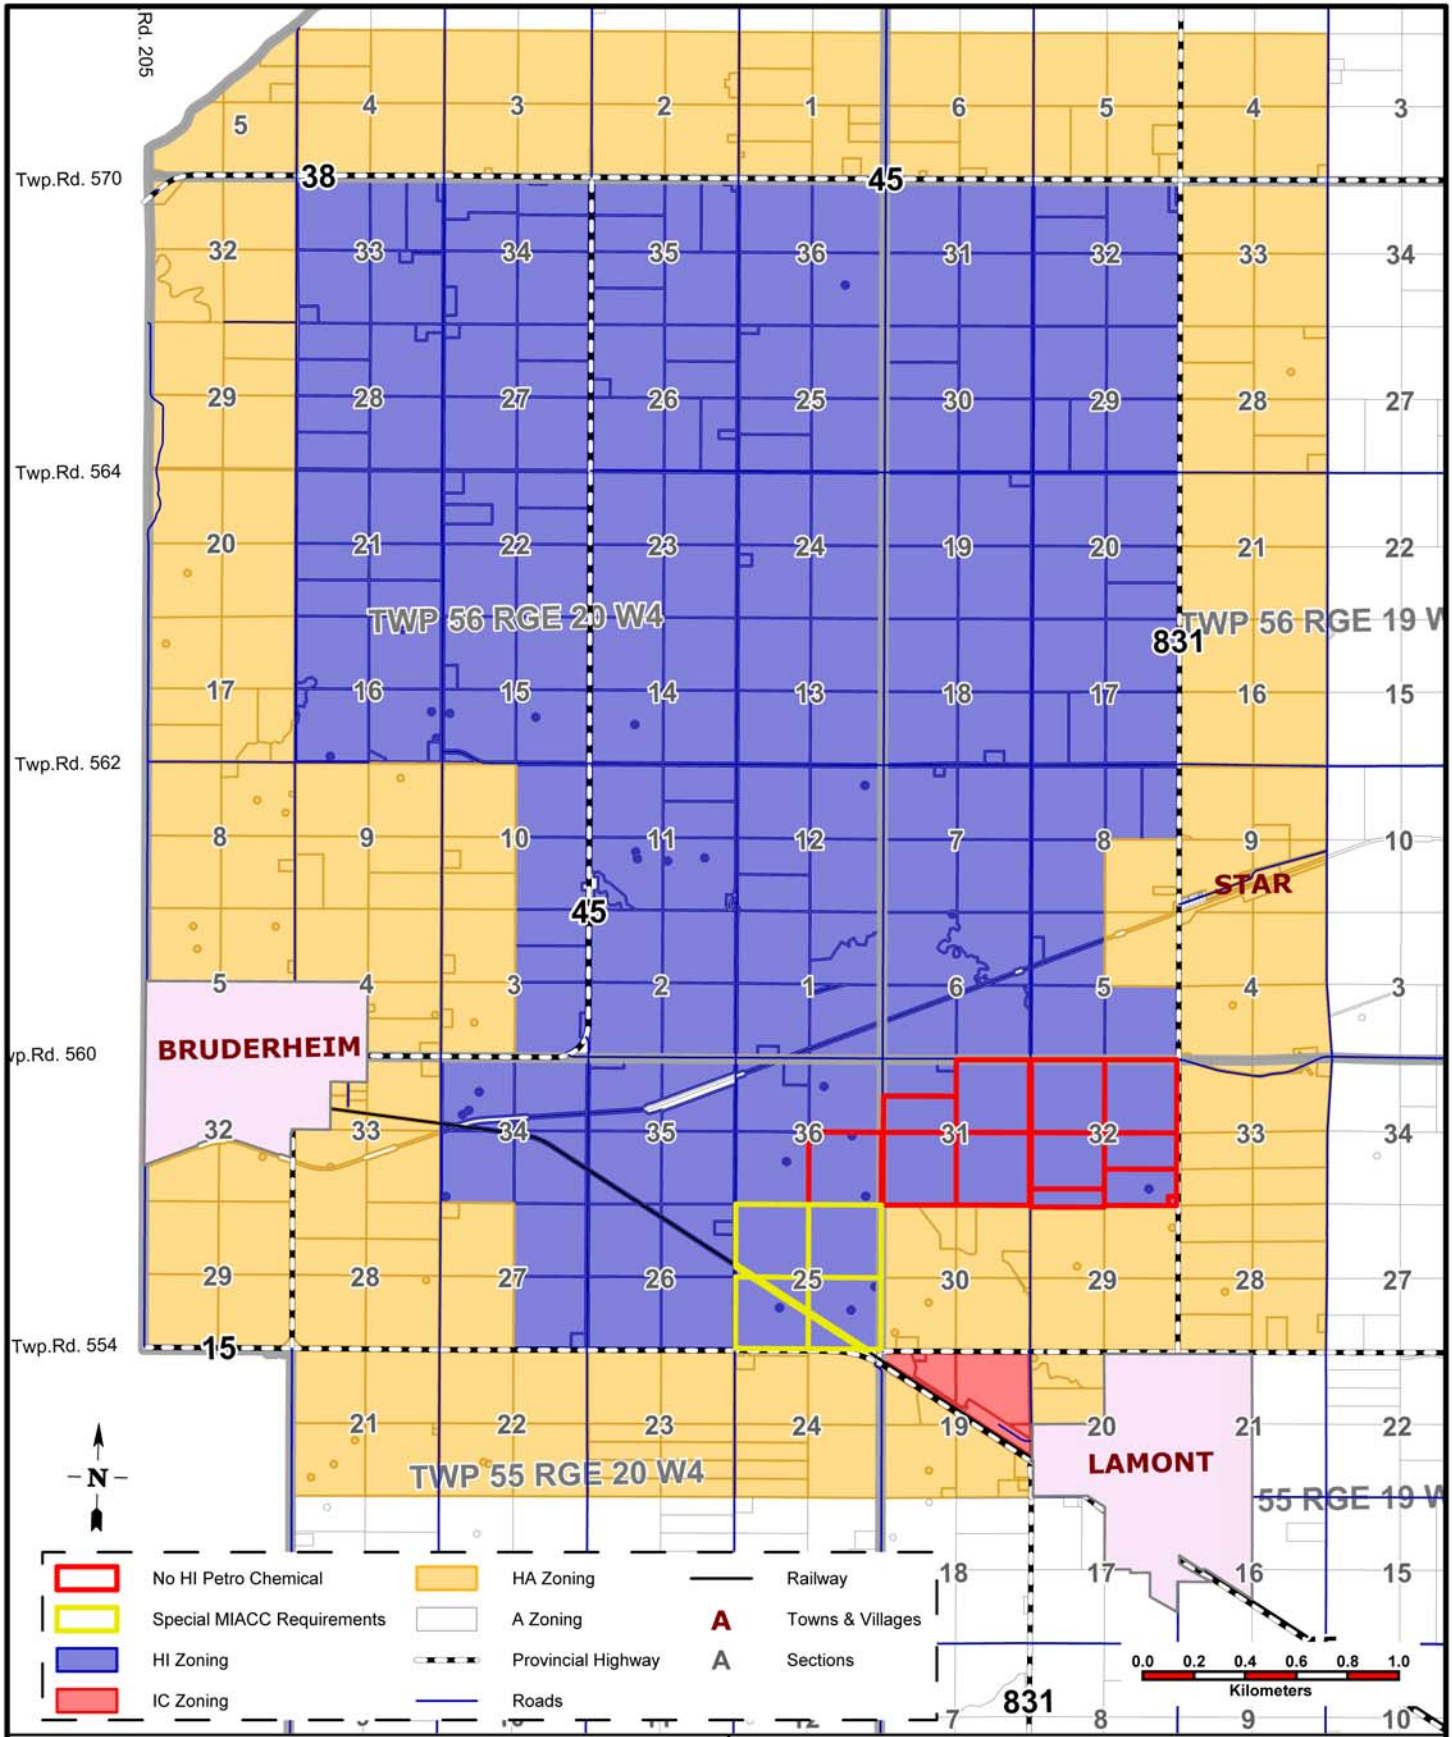 Rd. 205
5 4 3 2 1 6 5 4 3
Twp.Rd. 570
38 45
32 33 34 35 36 31 32 33 34
29 28 27 26 25 30 29 28 27
Twp.Rd. 564
20 21 22 23 24 19 20 21 22
TWP 56 RGE 20 W4
TWP 56 RGE 19 W
831
17 16 15 14 13 18 17 16 15
Twp.Rd. 562
8 9 10 11 12 7 8 9 10
STAR
45
5 4 3 2 1 6 5 4 3
BRUDERHEIM
vp.Rd. 560
32 33 34 35 36 31 32 33 34
29 28 27 26 25 30 29 28 27
Twp.Rd. 554
15
21 22 23 24 19 20 21 22
LAMONT
TWP 55 RGE 20 W4
55 RGE 19 W
N
18 17 16 15
No HI Petro Chemical
Special MIACC Requirements
HI Zoning
IC Zoning
HA Zoning
A Zoning
Provincial Highway
Roads
Railway
A Towns & Villages
A Sections
0.0 0.2 0.4 0.6 0.8 1.0
Kilometers
831
7 8 9 10